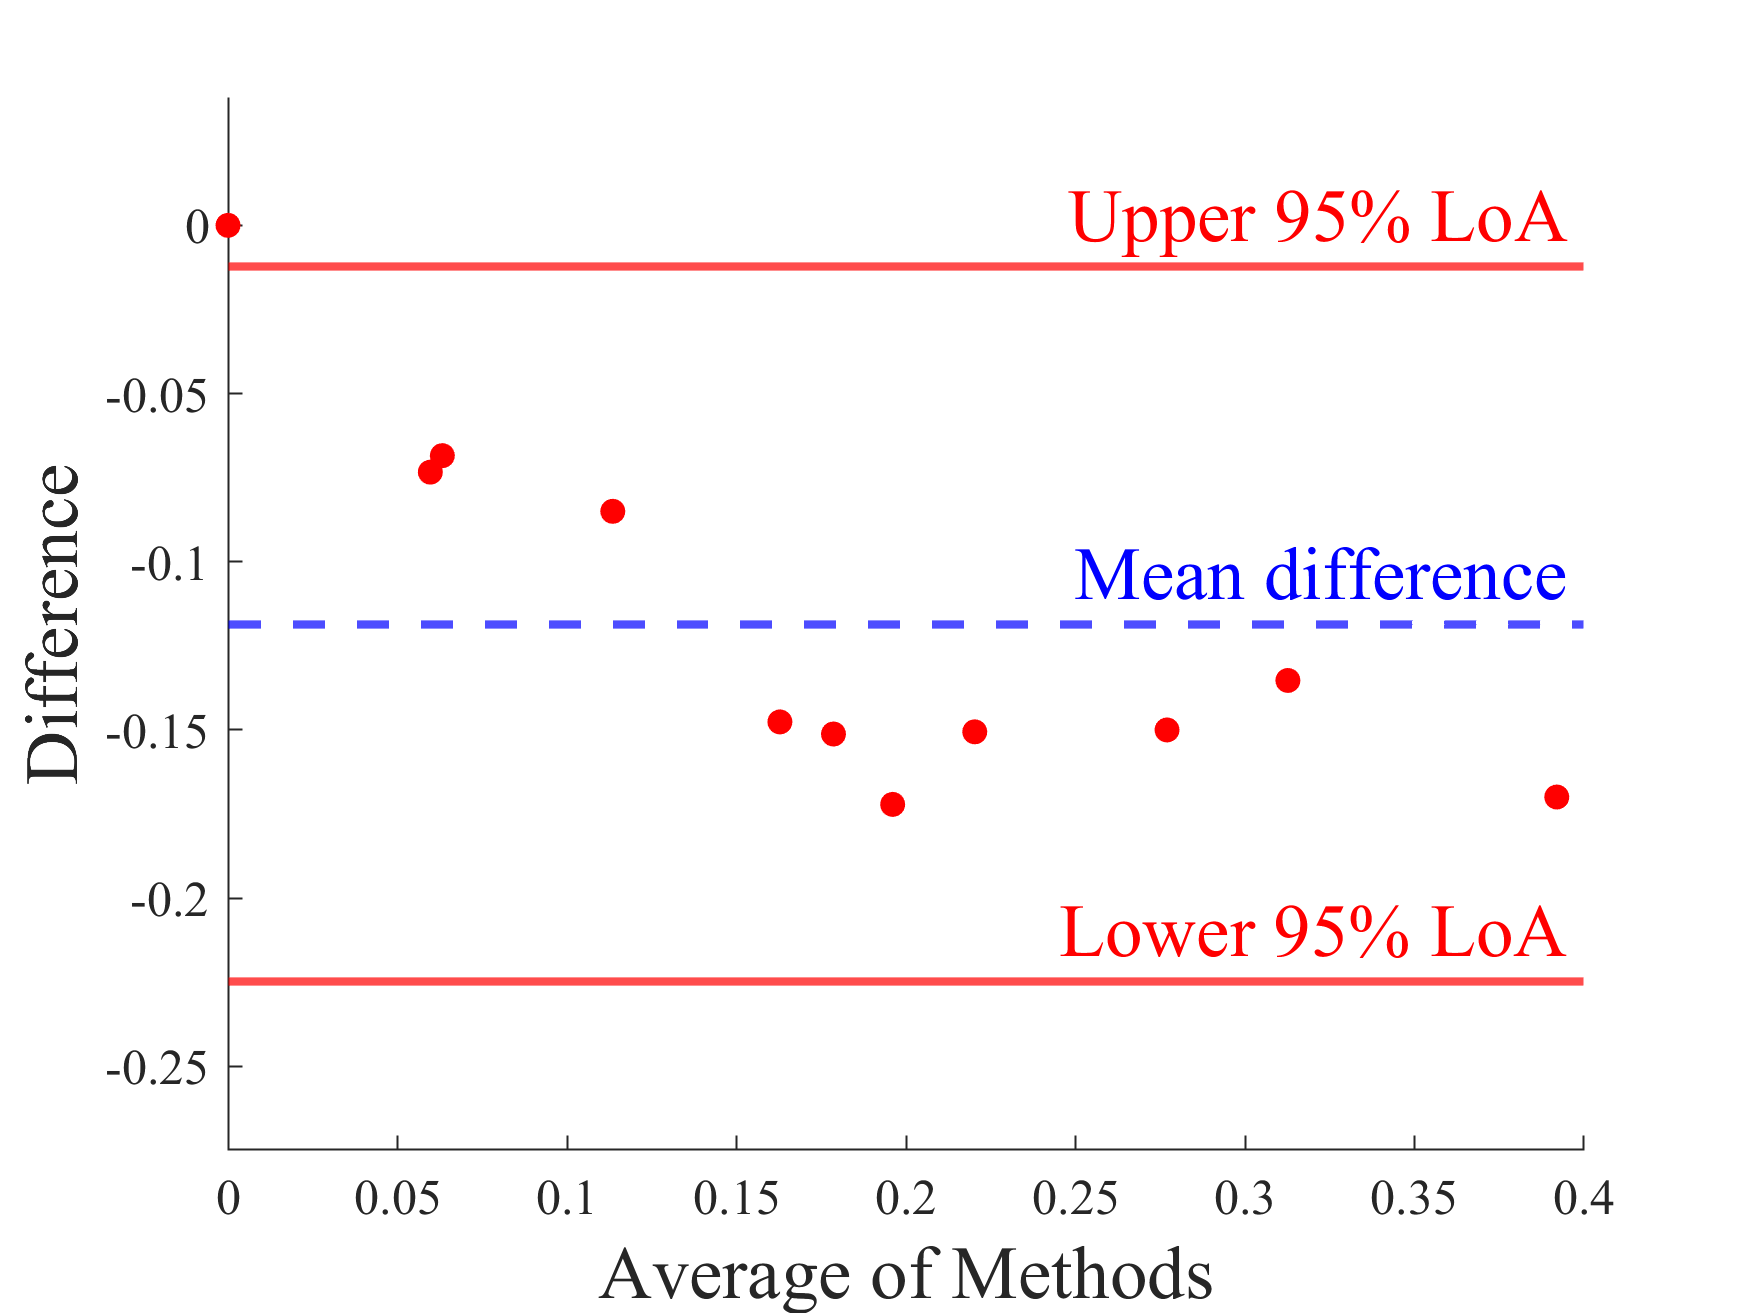 Upper 95% LoA
Mean difference
Lower 95% LoA
Difference
0
-0.05
-0.1
-0.15
-0.2
-0.25
0 0.05 0.1 0.15 0.2 0.25 0.3 0.35 0.4
Average of Methods